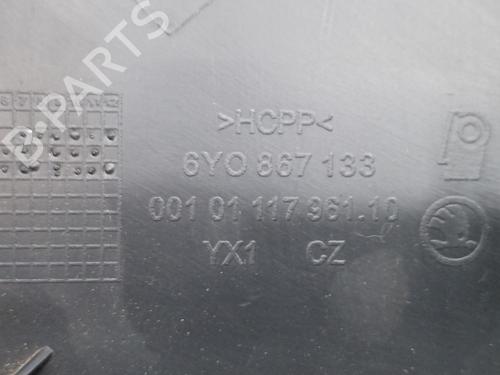 B-PARTS
>HCPP<
6Y0 867 133
001 01 117 961.10
YX1 CZ